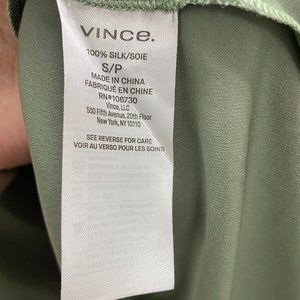 VINCE.
100% SILK/SOIE
S/P
MADE IN CHINA
FABRIQUÉ EN CHINE
RN#106730
Vince, LLC
500 Fifth Avenue, 20th Floor
New York, NY 10110
SEE REVERSE FOR CARE
VOIR AU VERSO POUR LES SOINS